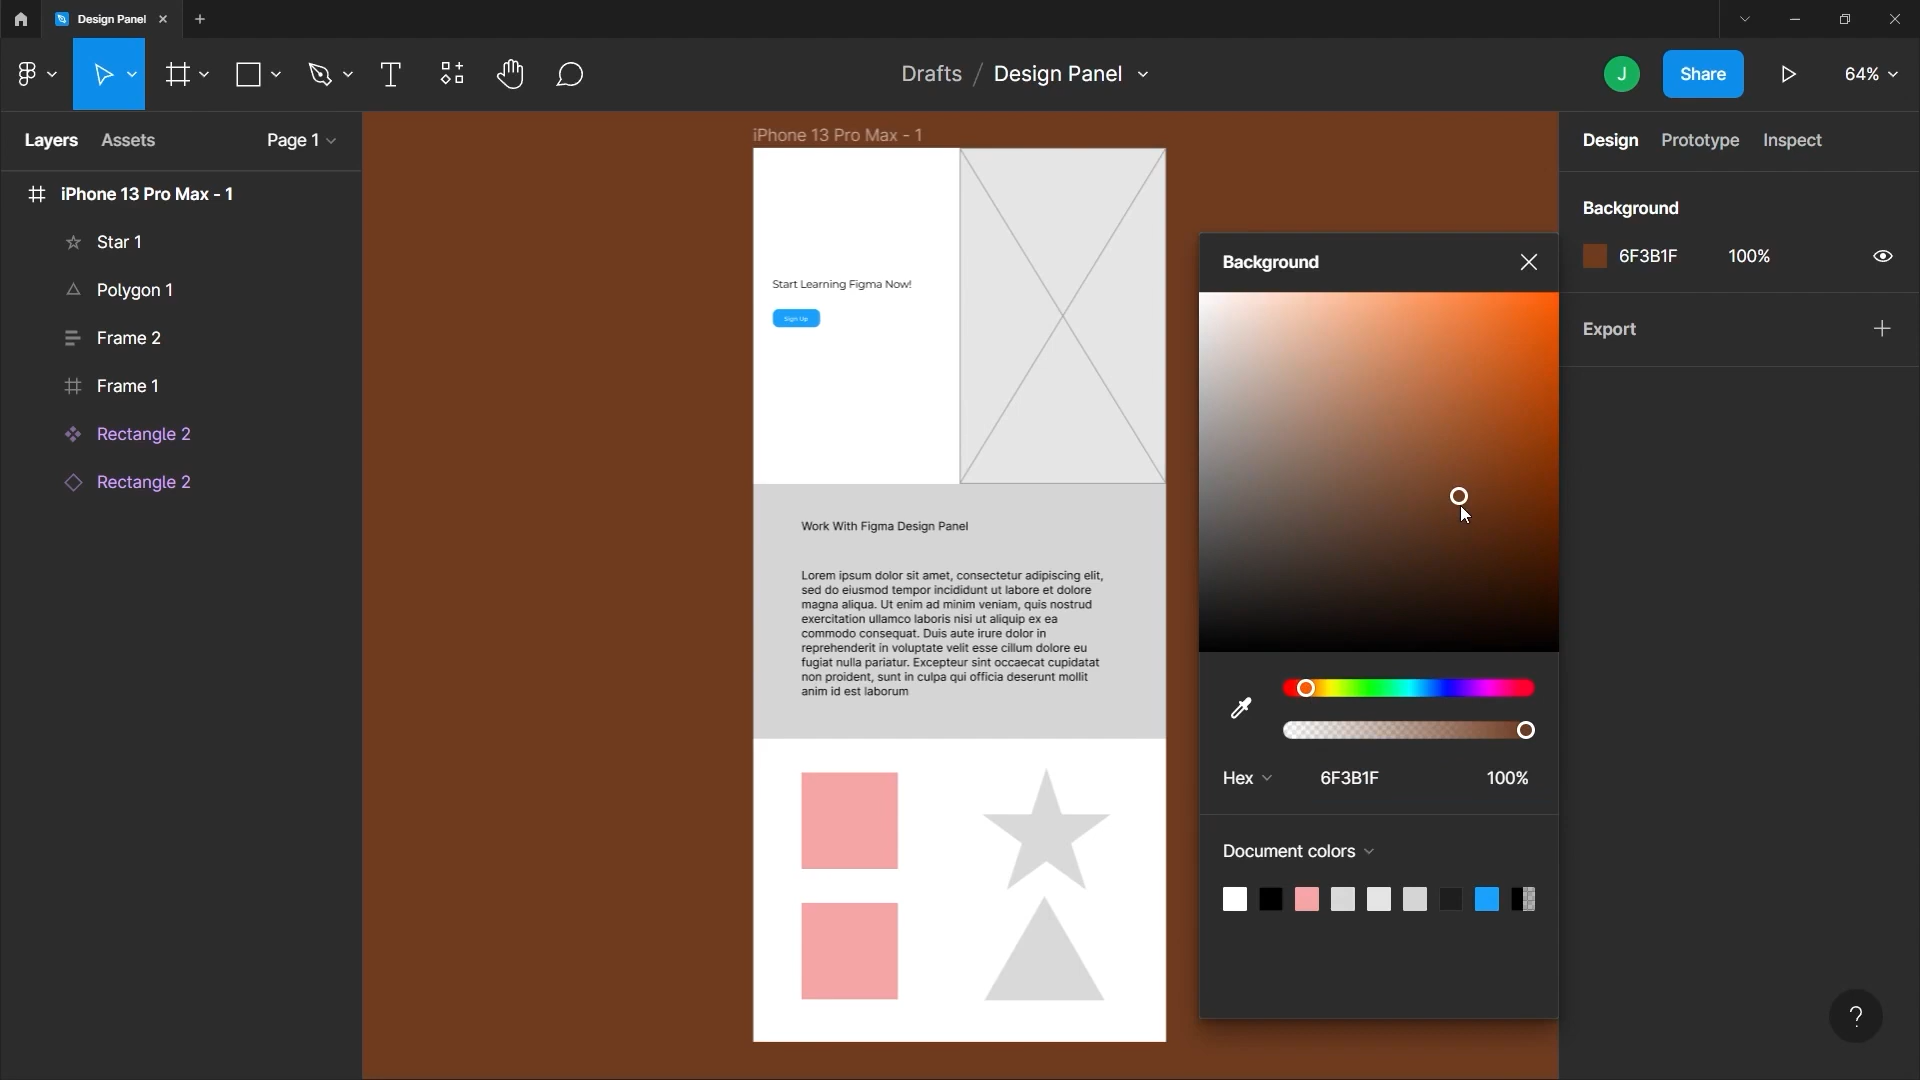 Design Panel
Drafts / Design Panel
J
Share
64%
Layers
Assets
Page 1
iPhone 13 Pro Max - 1
Star 1
Polygon 1
Frame 2
Frame 1
Rectangle 2
Rectangle 2
iPhone 13 Pro Max - 1
Start Learning Figma Now!
Sign Up
Work With Figma Design Panel
Lorem ipsum dolor sit amet, consectetur adipiscing elit,
sed do eiusmod tempor incididunt ut labore et dolore
magna aliqua. Ut enim ad minim veniam, quis nostrud
exercitation ullamco laboris nisi ut aliquip ex ea
commodo consequat. Duis aute irure dolor in
reprehenderit in voluptate velit esse cillum dolore eu
fugiat nulla pariatur. Excepteur sint occaecat cupidatat
non proident, sunt in culpa qui officia deserunt mollit
anim id est laborum
Background
Hex
6F3B1F
100%
Document colors
Design
Prototype
Inspect
Background
6F3B1F
100%
Export
?